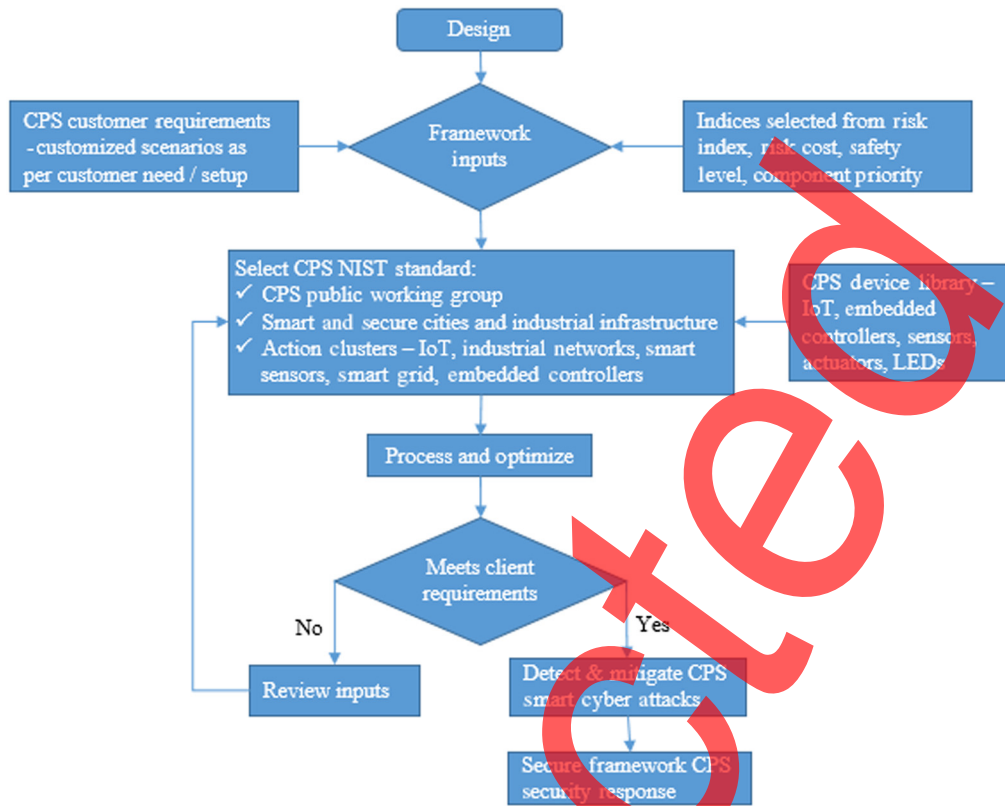 Design
CPS customer requirements
- customized scenarios as
per customer need / setup
Framework
inputs
Indices selected from risk
index, risk cost, safety
level, component priority
Select CPS NIST standard:
✓ CPS public working group
✓ Smart and secure cities and industrial infrastructure
✓ Action clusters – IoT, industrial networks, smart
sensors, smart grid, embedded controllers
CPS device library –
IoT, embedded
controllers, sensors,
actuators, LEDs
Process and optimize
Meets client
requirements
No
Yes
Review inputs
Detect & mitigate CPS
smart cyber attacks
Secure framework CPS
security response
cted